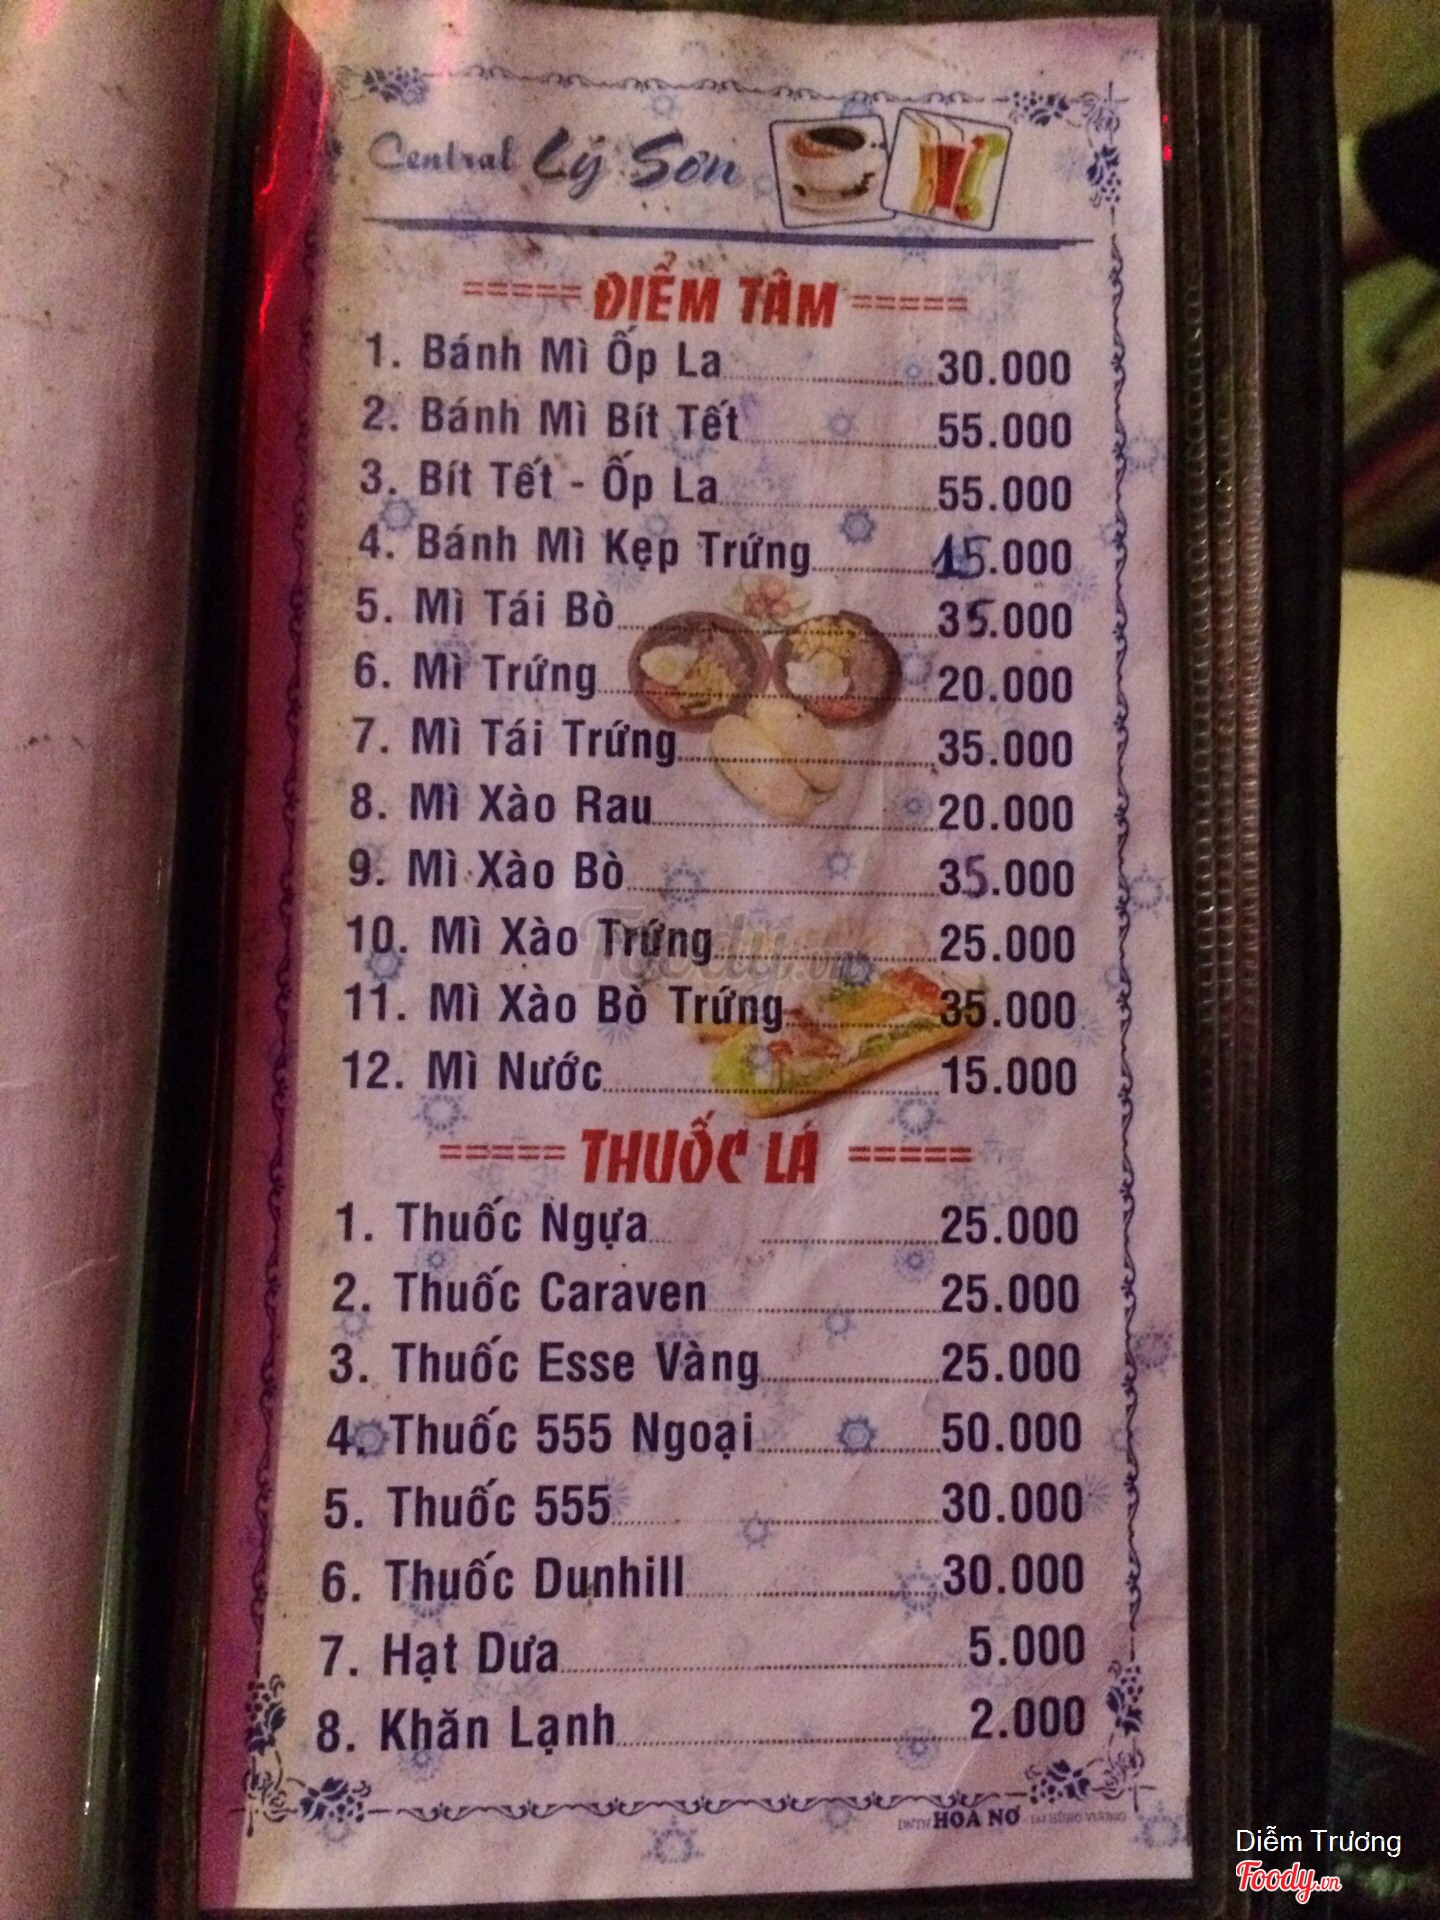 Central Lý Sơn
===== ĐIỂM TÂM =====
1. Bánh Mì Ốp La 30.000
2. Bánh Mì Bít Tết 55.000
3. Bít Tết - Ốp La 55.000
4. Bánh Mì Kẹp Trứng 15.000
5. Mì Tái Bò 35.000
6. Mì Trứng 20.000
7. Mì Tái Trứng 35.000
8. Mì Xào Rau 20.000
9. Mì Xào Bò 35.000
10. Mì Xào Trứng 25.000
11. Mì Xào Bò Trứng 35.000
12. Mì Nước 15.000
===== THUỐC LÁ =====
1. Thuốc Ngựa 25.000
2. Thuốc Caraven 25.000
3. Thuốc Esse Vàng 25.000
4. Thuốc 555 Ngoại 50.000
5. Thuốc 555 30.000
6. Thuốc Dunhill 30.000
7. Hạt Dưa 5.000
8. Khăn Lạnh 2.000
HOA NƠ
Foody.vn
Diễm Trương
Foody.vn